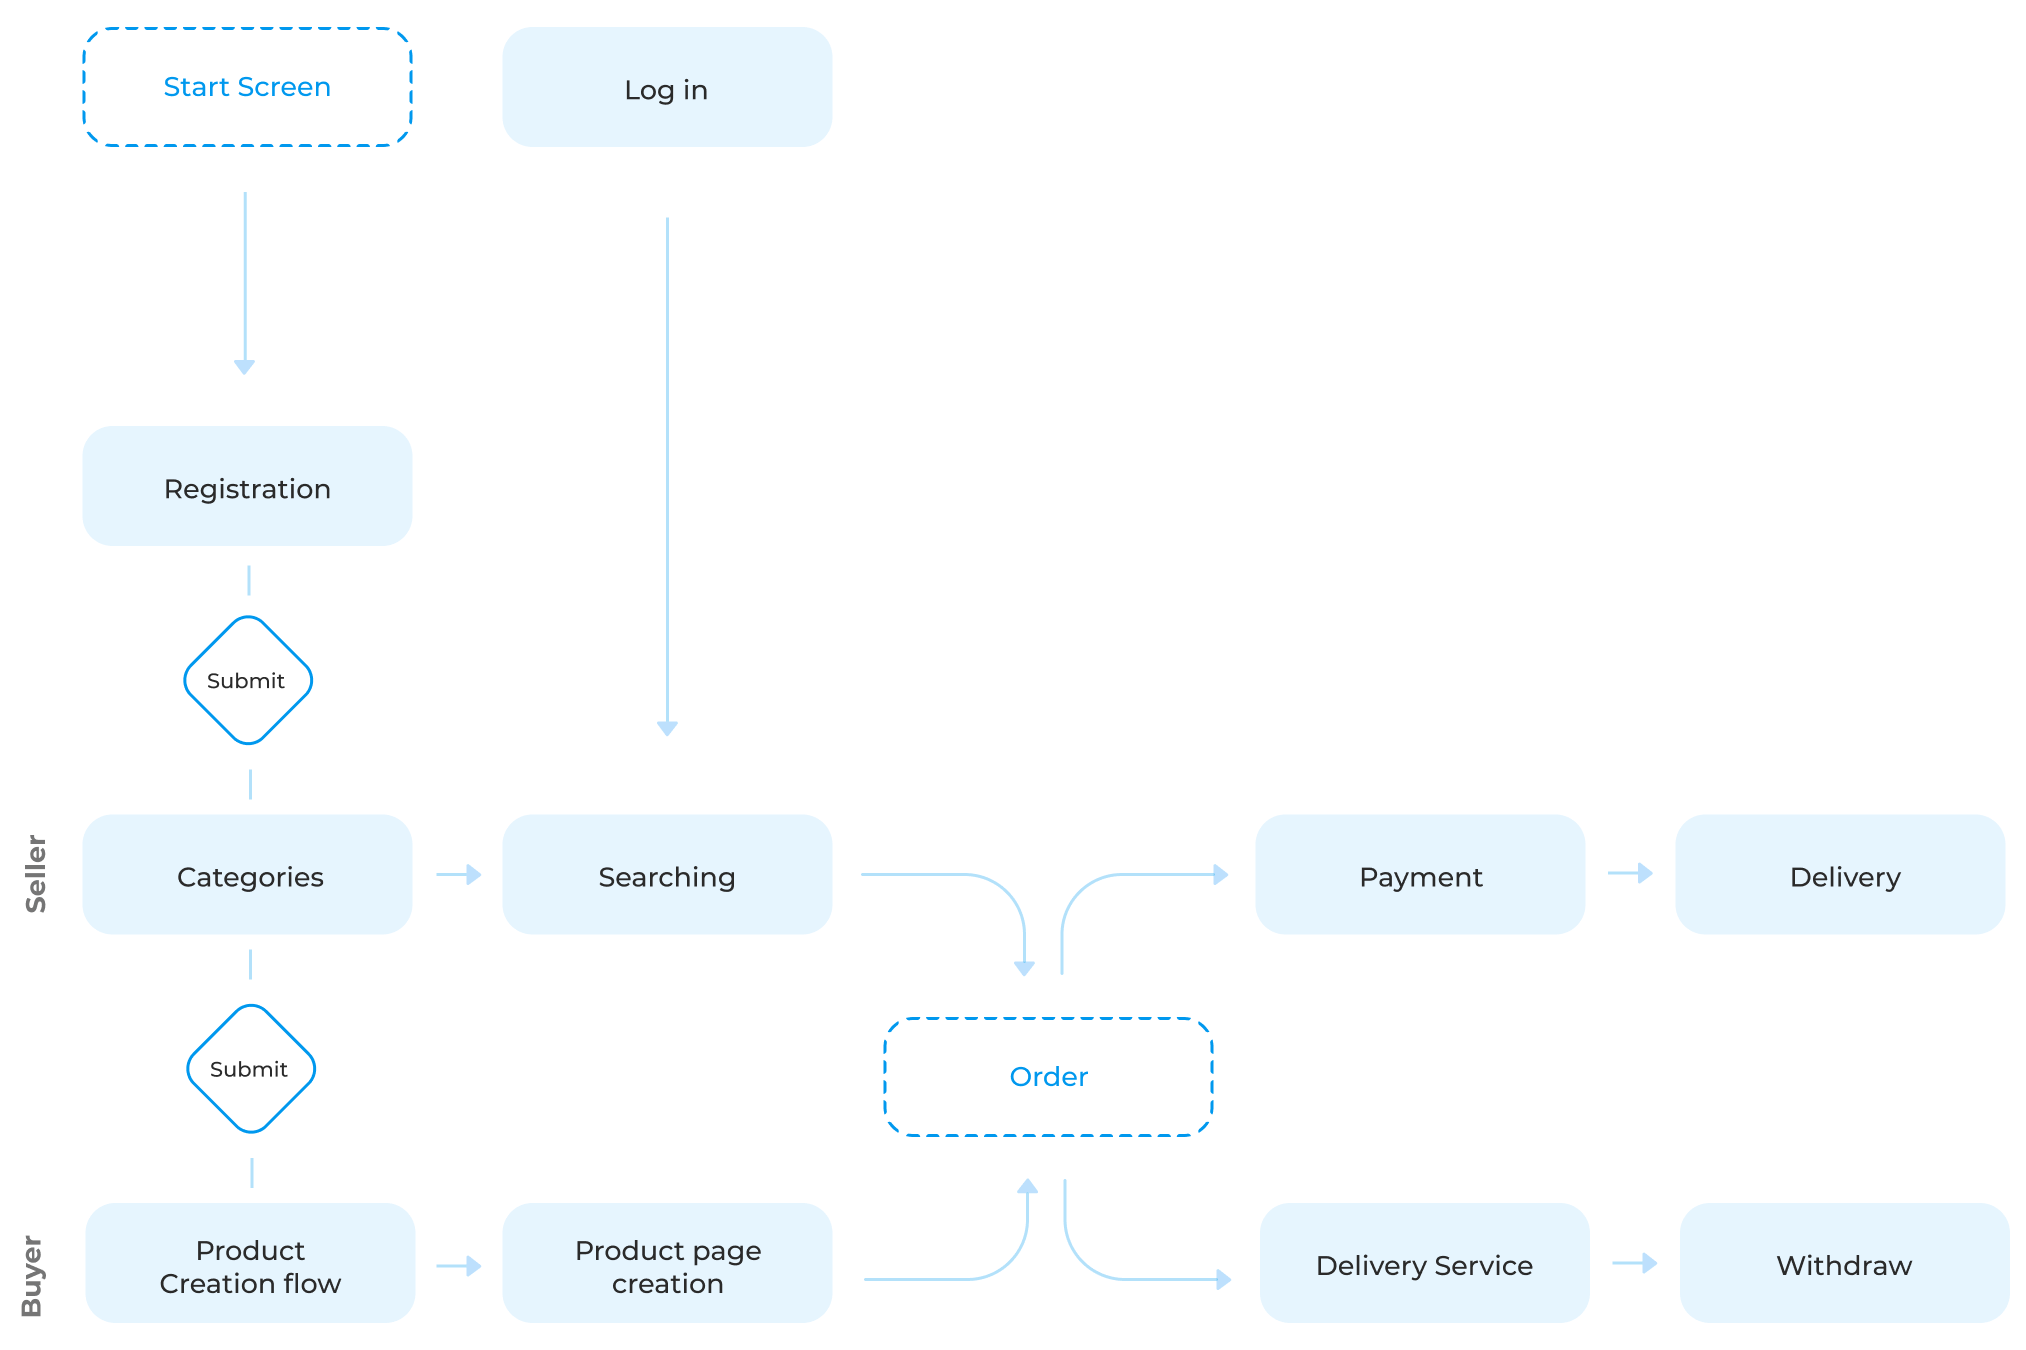 Start Screen
Log in
Registration
Submit
Seller
Categories
Searching
Payment
Delivery
Submit
Order
Buyer
Product
Creation flow
Product page
creation
Delivery Service
Withdraw